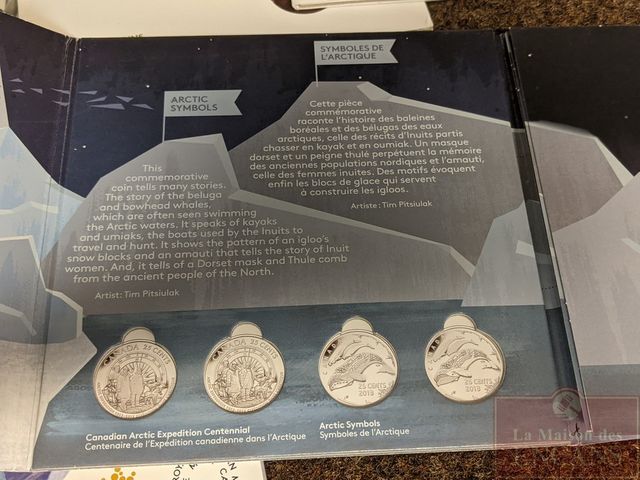 ARCTIC
SYMBOLS
This
commemorative
coin tells many stories.
The story of the beluga
and bowhead whales,
which are often seen swimming
the Arctic waters. It speaks of kayaks
and umiaks, the boats used by the Inuits to
travel and hunt. It shows the pattern of an igloo's
snow blocks and an amauti that tells the story of Inuit
women. And, it tells of a Dorset mask and Thule comb
from the ancient people of the North.
Artist: Tim Pitsiulak
SYMBOLES DE
L'ARCTIQUE
Cette pièce
commémorative
raconte l'histoire des baleines
boréales et des bélugas des eaux
arctiques, celle des récits d'Inuits partis
chasser en kayak et en oumiak. Un masque
dorset et un peigne thulé perpétuent la mémoire
des anciennes populations nordiques et l'amauti,
celle des femmes inuites. Des motifs évoquent
enfin les blocs de glace qui servent
à construire les igloos.
Artiste: Tim Pitsiulak
CANADA 25 CENTS
CANADA 25 CENTS
25 CENTS
2013
25 CENTS
2013
Canadian Arctic Expedition Centennial
Centenaire de l'Expédition canadienne dans l'Arctique
Arctic Symbols
Symboles de l'Arctique
La Maison des